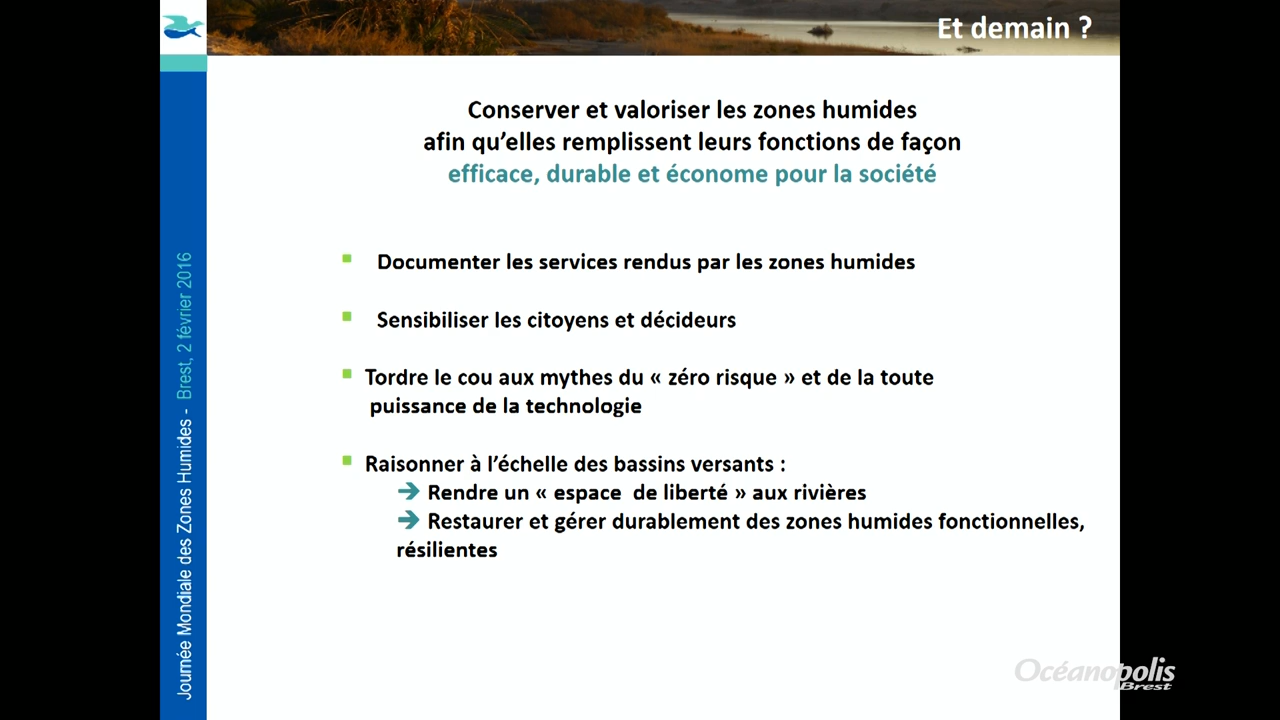 Et demain ?
Conserver et valoriser les zones humides
afin qu’elles remplissent leurs fonctions de façon
efficace, durable et économe pour la société
Documenter les services rendus par les zones humides
Sensibiliser les citoyens et décideurs
Tordre le cou aux mythes du « zéro risque » et de la toute
puissance de la technologie
Raisonner à l’échelle des bassins versants :
➔ Rendre un « espace de liberté » aux rivières
➔ Restaurer et gérer durablement des zones humides fonctionnelles,
résilientes
Journée Mondiale des Zones Humides - Brest, 2 février 2016
Océanopolis
Brest